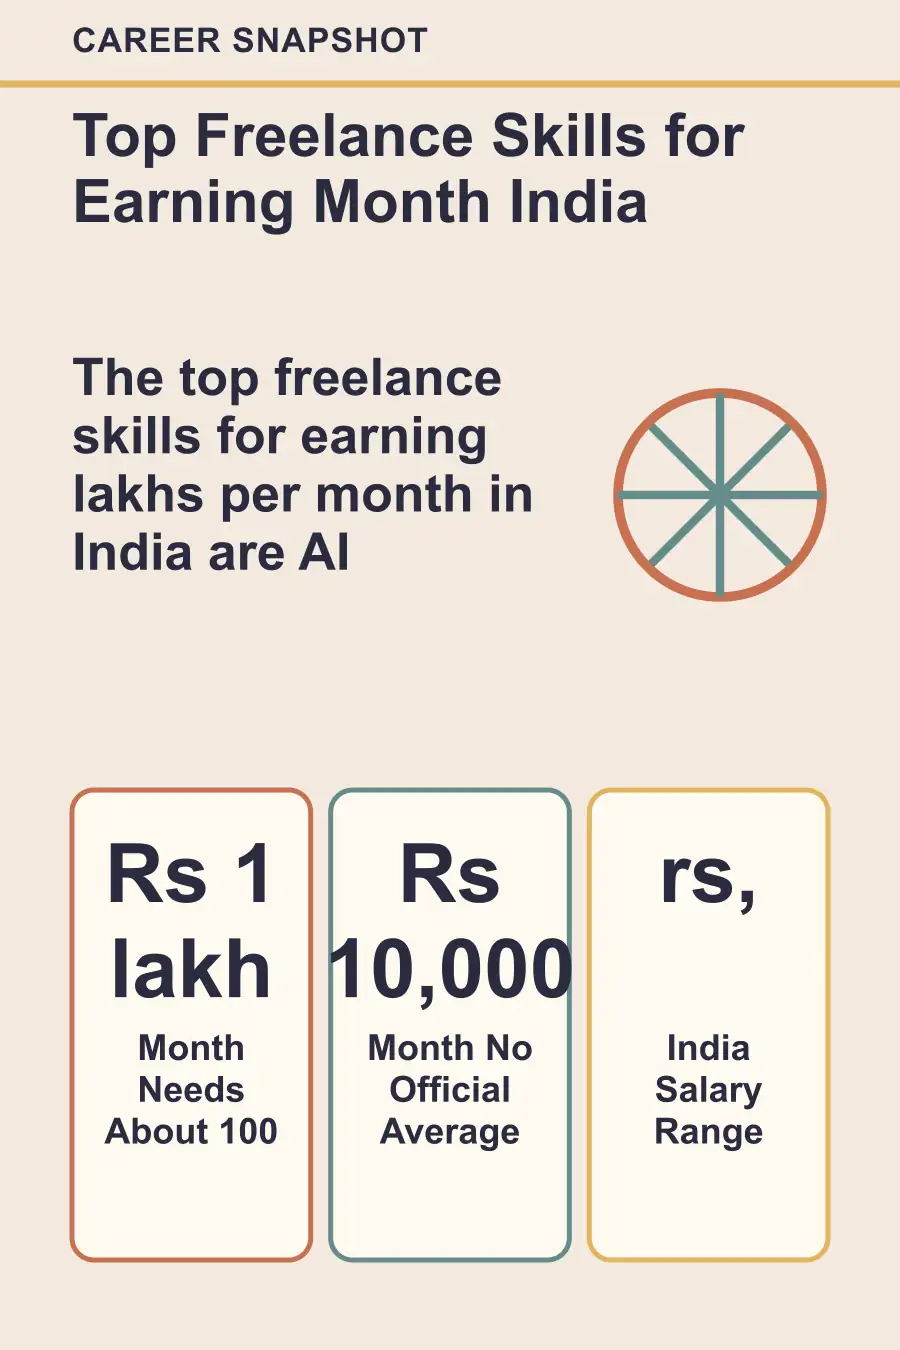 CAREER SNAPSHOT
Top Freelance Skills for
Earning Month India
The top freelance
skills for earning
lakhs per month in
India are AI
Rs 1
lakh
Month
Needs
About 100
Rs
10,000
Month No
Official
Average
rs,
India
Salary
Range